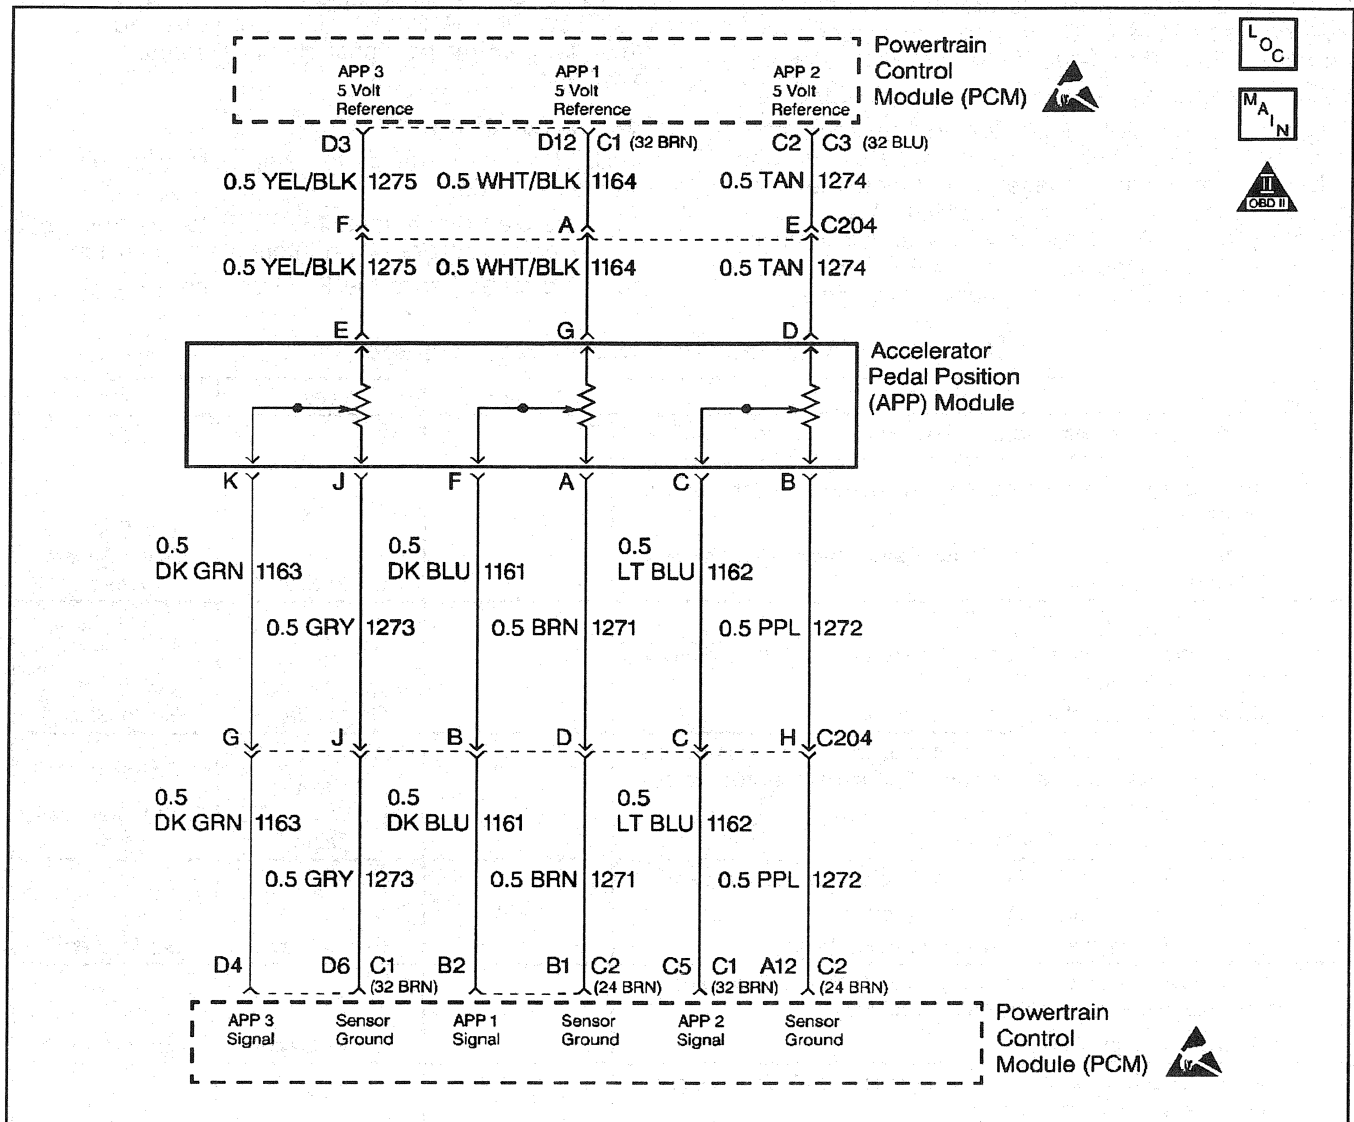 APP 3
5 Volt
Reference
APP 1
5 Volt
Reference
APP 2
5 Volt
Reference
Powertrain
Control
Module (PCM)
LOC
MAIN
II
OBD II
D3
D12
C1 (32 BRN)
C2
C3 (32 BLU)
0.5 YEL/BLK 1275
0.5 WHT/BLK 1164
0.5 TAN 1274
F
A
E
C204
0.5 YEL/BLK 1275
0.5 WHT/BLK 1164
0.5 TAN 1274
E
G
D
Accelerator
Pedal Position
(APP) Module
K
J
F
A
C
B
0.5
DK GRN 1163
0.5
DK BLU 1161
0.5
LT BLU 1162
0.5 GRY 1273
0.5 BRN 1271
0.5 PPL 1272
G
J
B
D
C
H
C204
0.5
DK GRN 1163
0.5
DK BLU 1161
0.5
LT BLU 1162
0.5 GRY 1273
0.5 BRN 1271
0.5 PPL 1272
D4
D6
C1
(32 BRN)
B2
B1
C2
(24 BRN)
C5
C1
(32 BRN)
A12
C2
(24 BRN)
APP 3
Signal
Sensor
Ground
APP 1
Signal
Sensor
Ground
APP 2
Signal
Sensor
Ground
Powertrain
Control
Module (PCM)